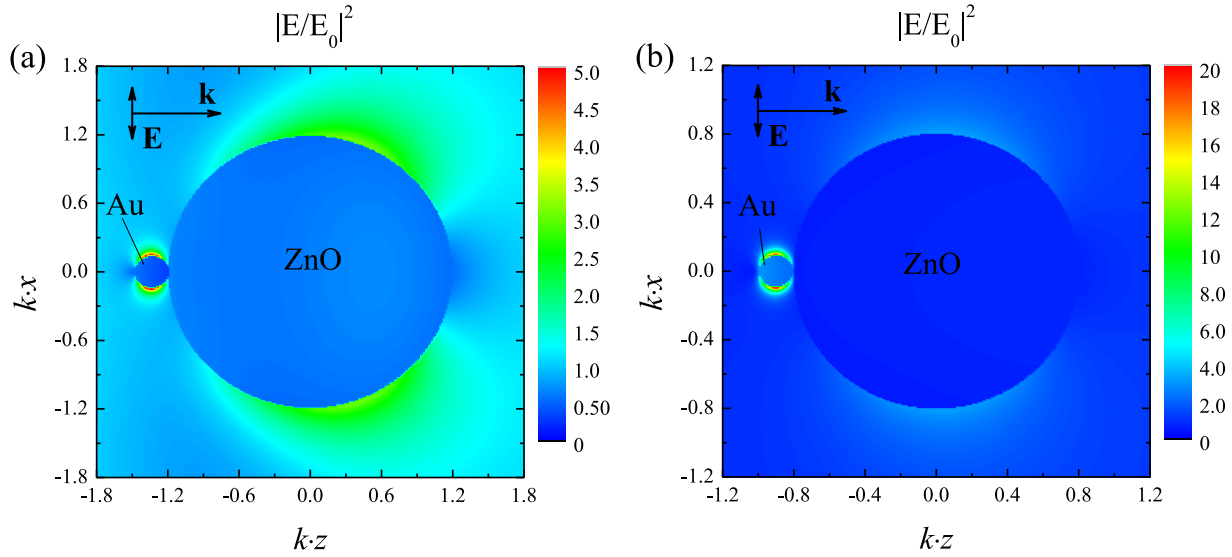 (a)
|E/E₀|²
1.8
1.2
0.6
0.0
-0.6
-1.2
-1.8
k·x
k
E
Au
ZnO
-1.8 -1.2 -0.6 0.0 0.6 1.2 1.8
k·z
5.0
4.5
4.0
3.5
3.0
2.5
2.0
1.5
1.0
0.50
0
(b)
|E/E₀|²
1.2
0.8
0.4
0.0
-0.4
-0.8
-1.2
k·x
k
E
Au
ZnO
-1.2 -0.8 -0.4 0.0 0.4 0.8 1.2
k·z
20
18
16
14
12
10
8.0
6.0
4.0
2.0
0